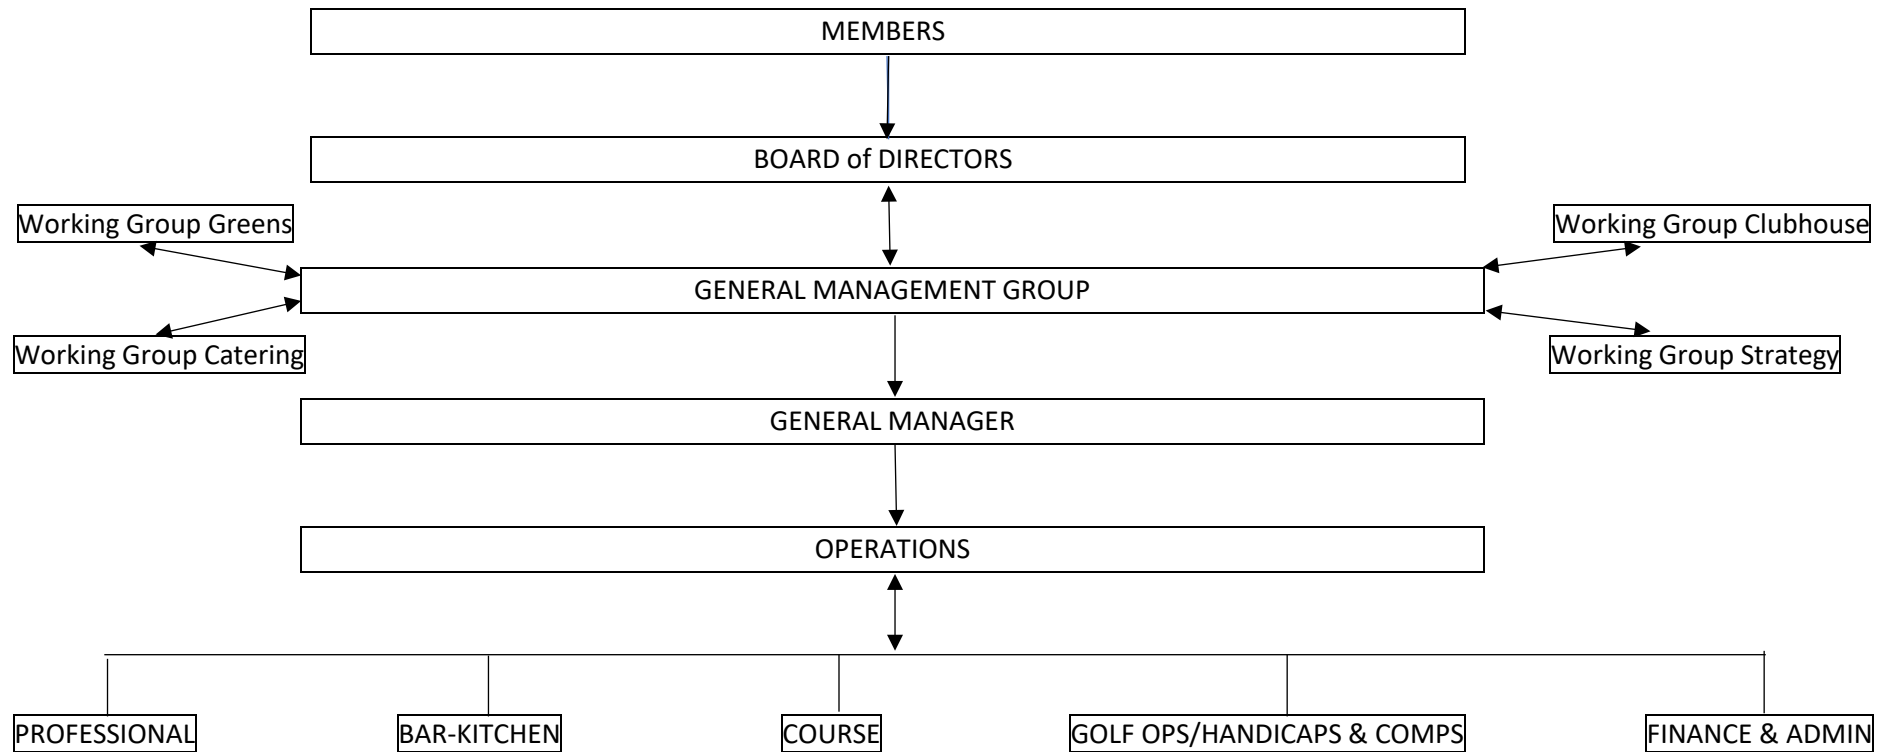 MEMBERS
BOARD of DIRECTORS
Working Group Greens
Working Group Clubhouse
GENERAL MANAGEMENT GROUP
Working Group Catering
Working Group Strategy
GENERAL MANAGER
OPERATIONS
PROFESSIONAL
BAR-KITCHEN
COURSE
GOLF OPS/HANDICAPS & COMPS
FINANCE & ADMIN